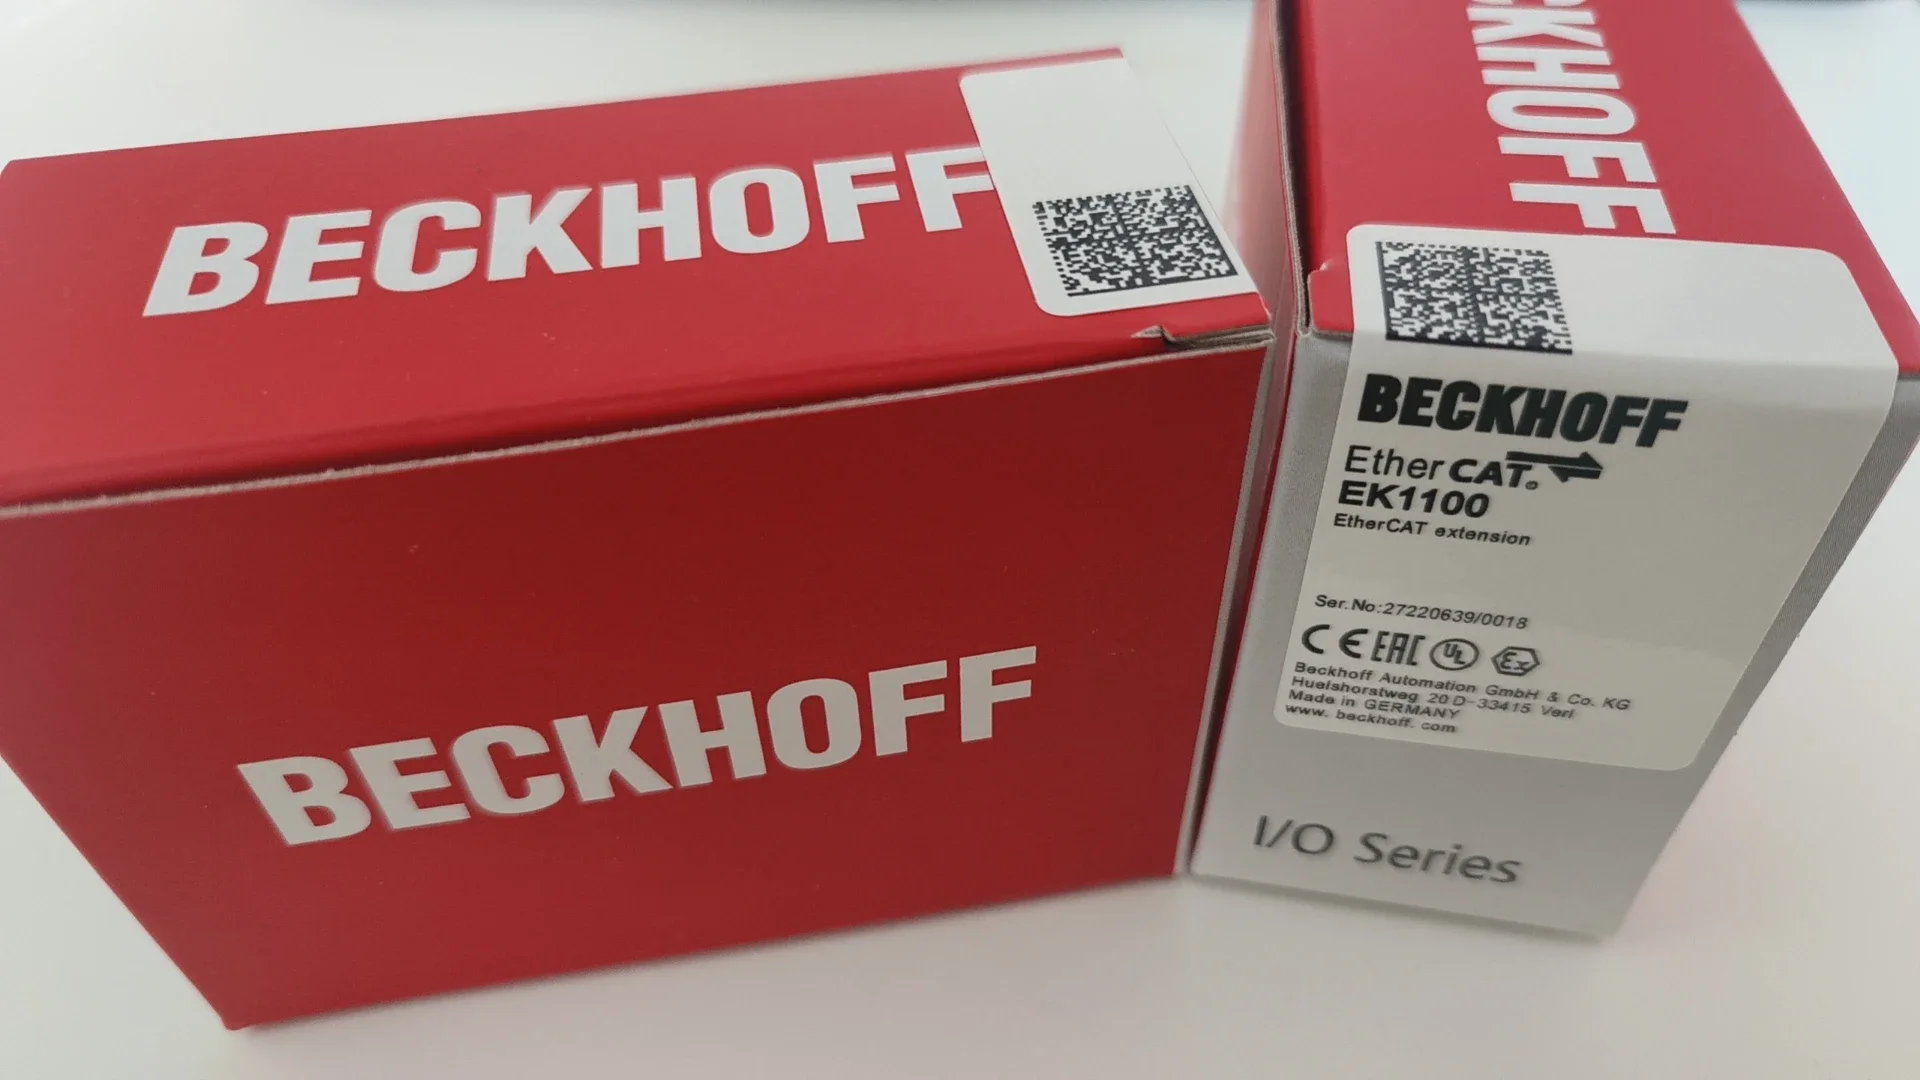 BECKHOFF
BECKHOFF
CKHOFF
BECKHOFF
EtherCAT®
EK1100
EtherCAT extension
Ser.No:27220639/0018
CE EAC UL Ex
Beckhoff Automation GmbH & Co. KG
Huelshorstweg 20 D-33415 Verl
Made in GERMANY
www. beckhoff. com
I/O Series